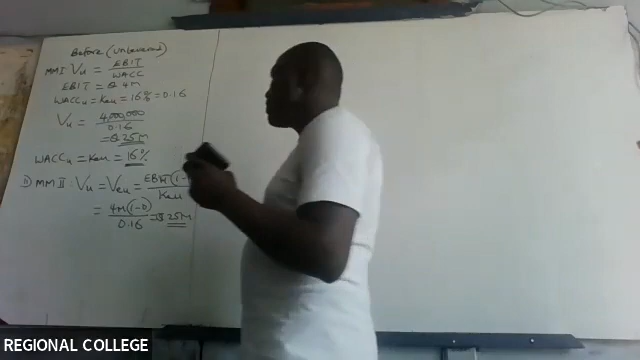 Before (Unlevered)
MM I Vu = EBIT / WACC
EBIT = Q 4M
WACCu = Keu = 16% = 0.16
Vu = 4,000,000 / 0.16
= Q 25M
WACCu = Keu = 16%
ii) MM II: Vu = Veu = EBIT (1- / Keu
= 4M(1-0) / 0.16 = Q 25M
REGIONAL COLLEGE